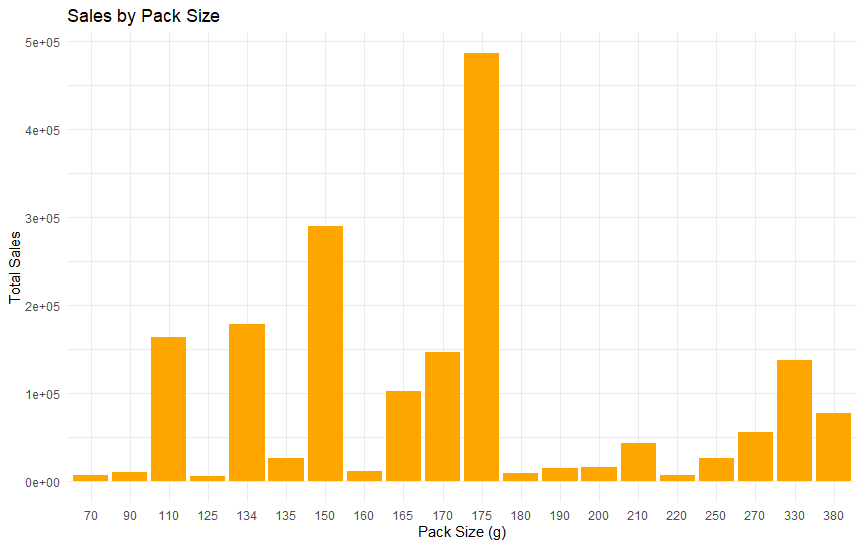 Sales by Pack Size
Total Sales
5e+05
4e+05
3e+05
2e+05
1e+05
0e+00
70 90 110 125 134 135 150 160 165 170 175 180 190 200 210 220 250 270 330 380
Pack Size (g)